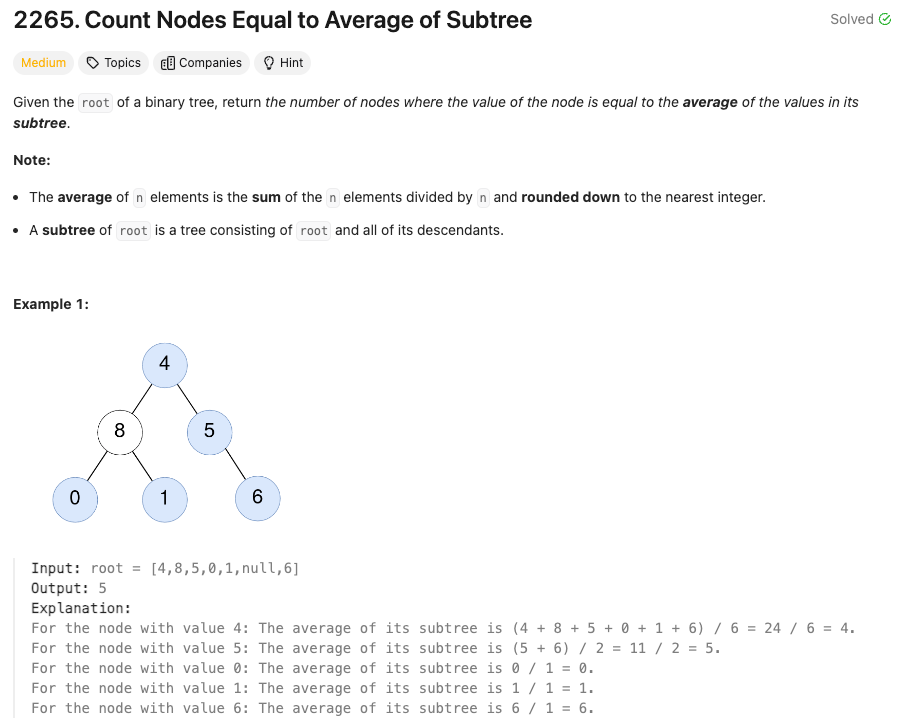 2265. Count Nodes Equal to Average of Subtree
Solved
Medium Topics Companies Hint
Given the root of a binary tree, return the number of nodes where the value of the node is equal to the average of the values in its
subtree.
Note:
• The average of n elements is the sum of the n elements divided by n and rounded down to the nearest integer.
• A subtree of root is a tree consisting of root and all of its descendants.
Example 1:
4
8 5
0 1 6
Input: root = [4,8,5,0,1,null,6]
Output: 5
Explanation:
For the node with value 4: The average of its subtree is (4 + 8 + 5 + 0 + 1 + 6) / 6 = 24 / 6 = 4.
For the node with value 5: The average of its subtree is (5 + 6) / 2 = 11 / 2 = 5.
For the node with value 0: The average of its subtree is 0 / 1 = 0.
For the node with value 1: The average of its subtree is 1 / 1 = 1.
For the node with value 6: The average of its subtree is 6 / 1 = 6.